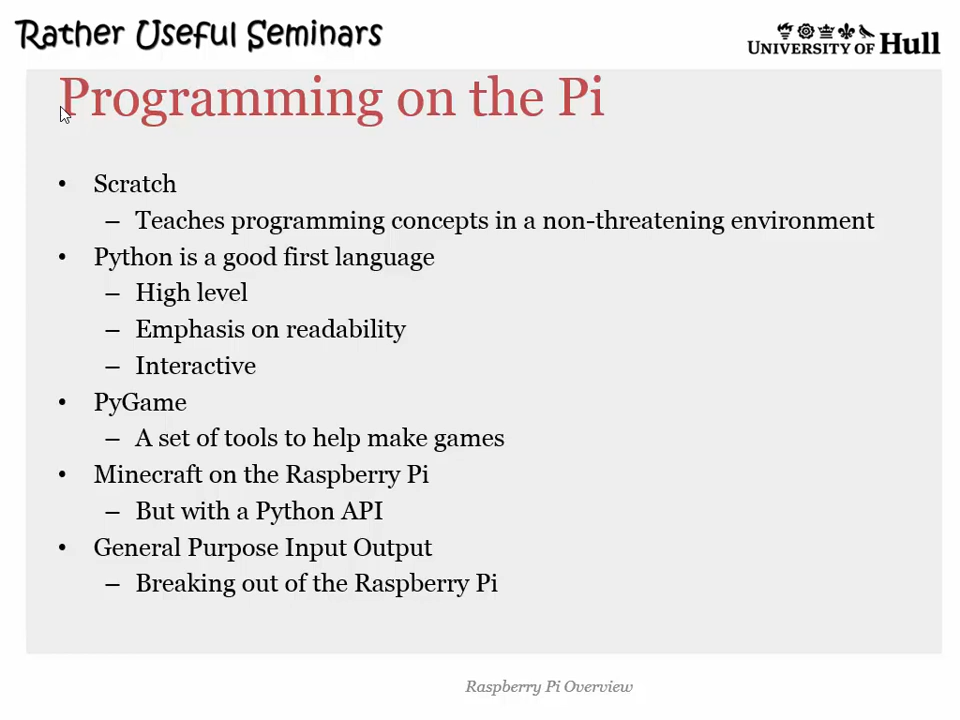 Rather Useful Seminars
UNIVERSITY OF Hull
Programming on the Pi
• Scratch
– Teaches programming concepts in a non-threatening environment
• Python is a good first language
– High level
– Emphasis on readability
– Interactive
• PyGame
– A set of tools to help make games
• Minecraft on the Raspberry Pi
– But with a Python API
• General Purpose Input Output
– Breaking out of the Raspberry Pi
Raspberry Pi Overview